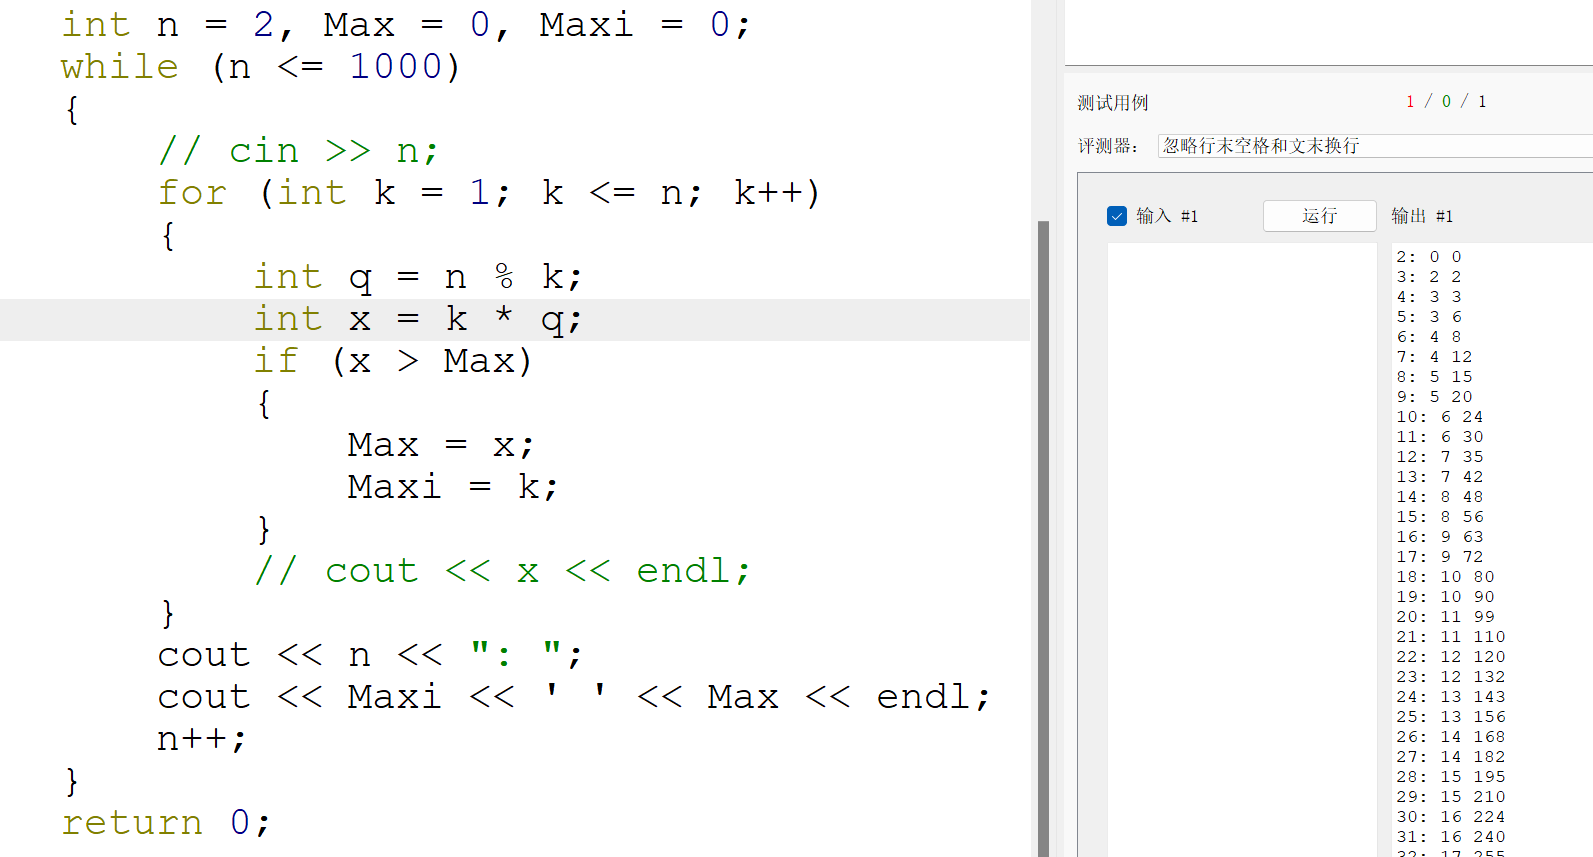 int n = 2, Max = 0, Maxi = 0;
while (n <= 1000)
{
// cin >> n;
for (int k = 1; k <= n; k++)
{
int q = n % k;
int x = k * q;
if (x > Max)
{
Max = x;
Maxi = k;
}
// cout << x << endl;
}
cout << n << ": ";
cout << Maxi << ' ' << Max << endl;
n++;
}
return 0;
测试用例 1 / 0 / 1
评测器： 忽略行末空格和文末换行
输入 #1 运行 输出 #1
2: 0 0
3: 2 2
4: 3 3
5: 3 6
6: 4 8
7: 4 12
8: 5 15
9: 5 20
10: 6 24
11: 6 30
12: 7 35
13: 7 42
14: 8 48
15: 8 56
16: 9 63
17: 9 72
18: 10 80
19: 10 90
20: 11 99
21: 11 110
22: 12 120
23: 12 132
24: 13 143
25: 13 156
26: 14 168
27: 14 182
28: 15 195
29: 15 210
30: 16 224
31: 16 240
32: 17 255